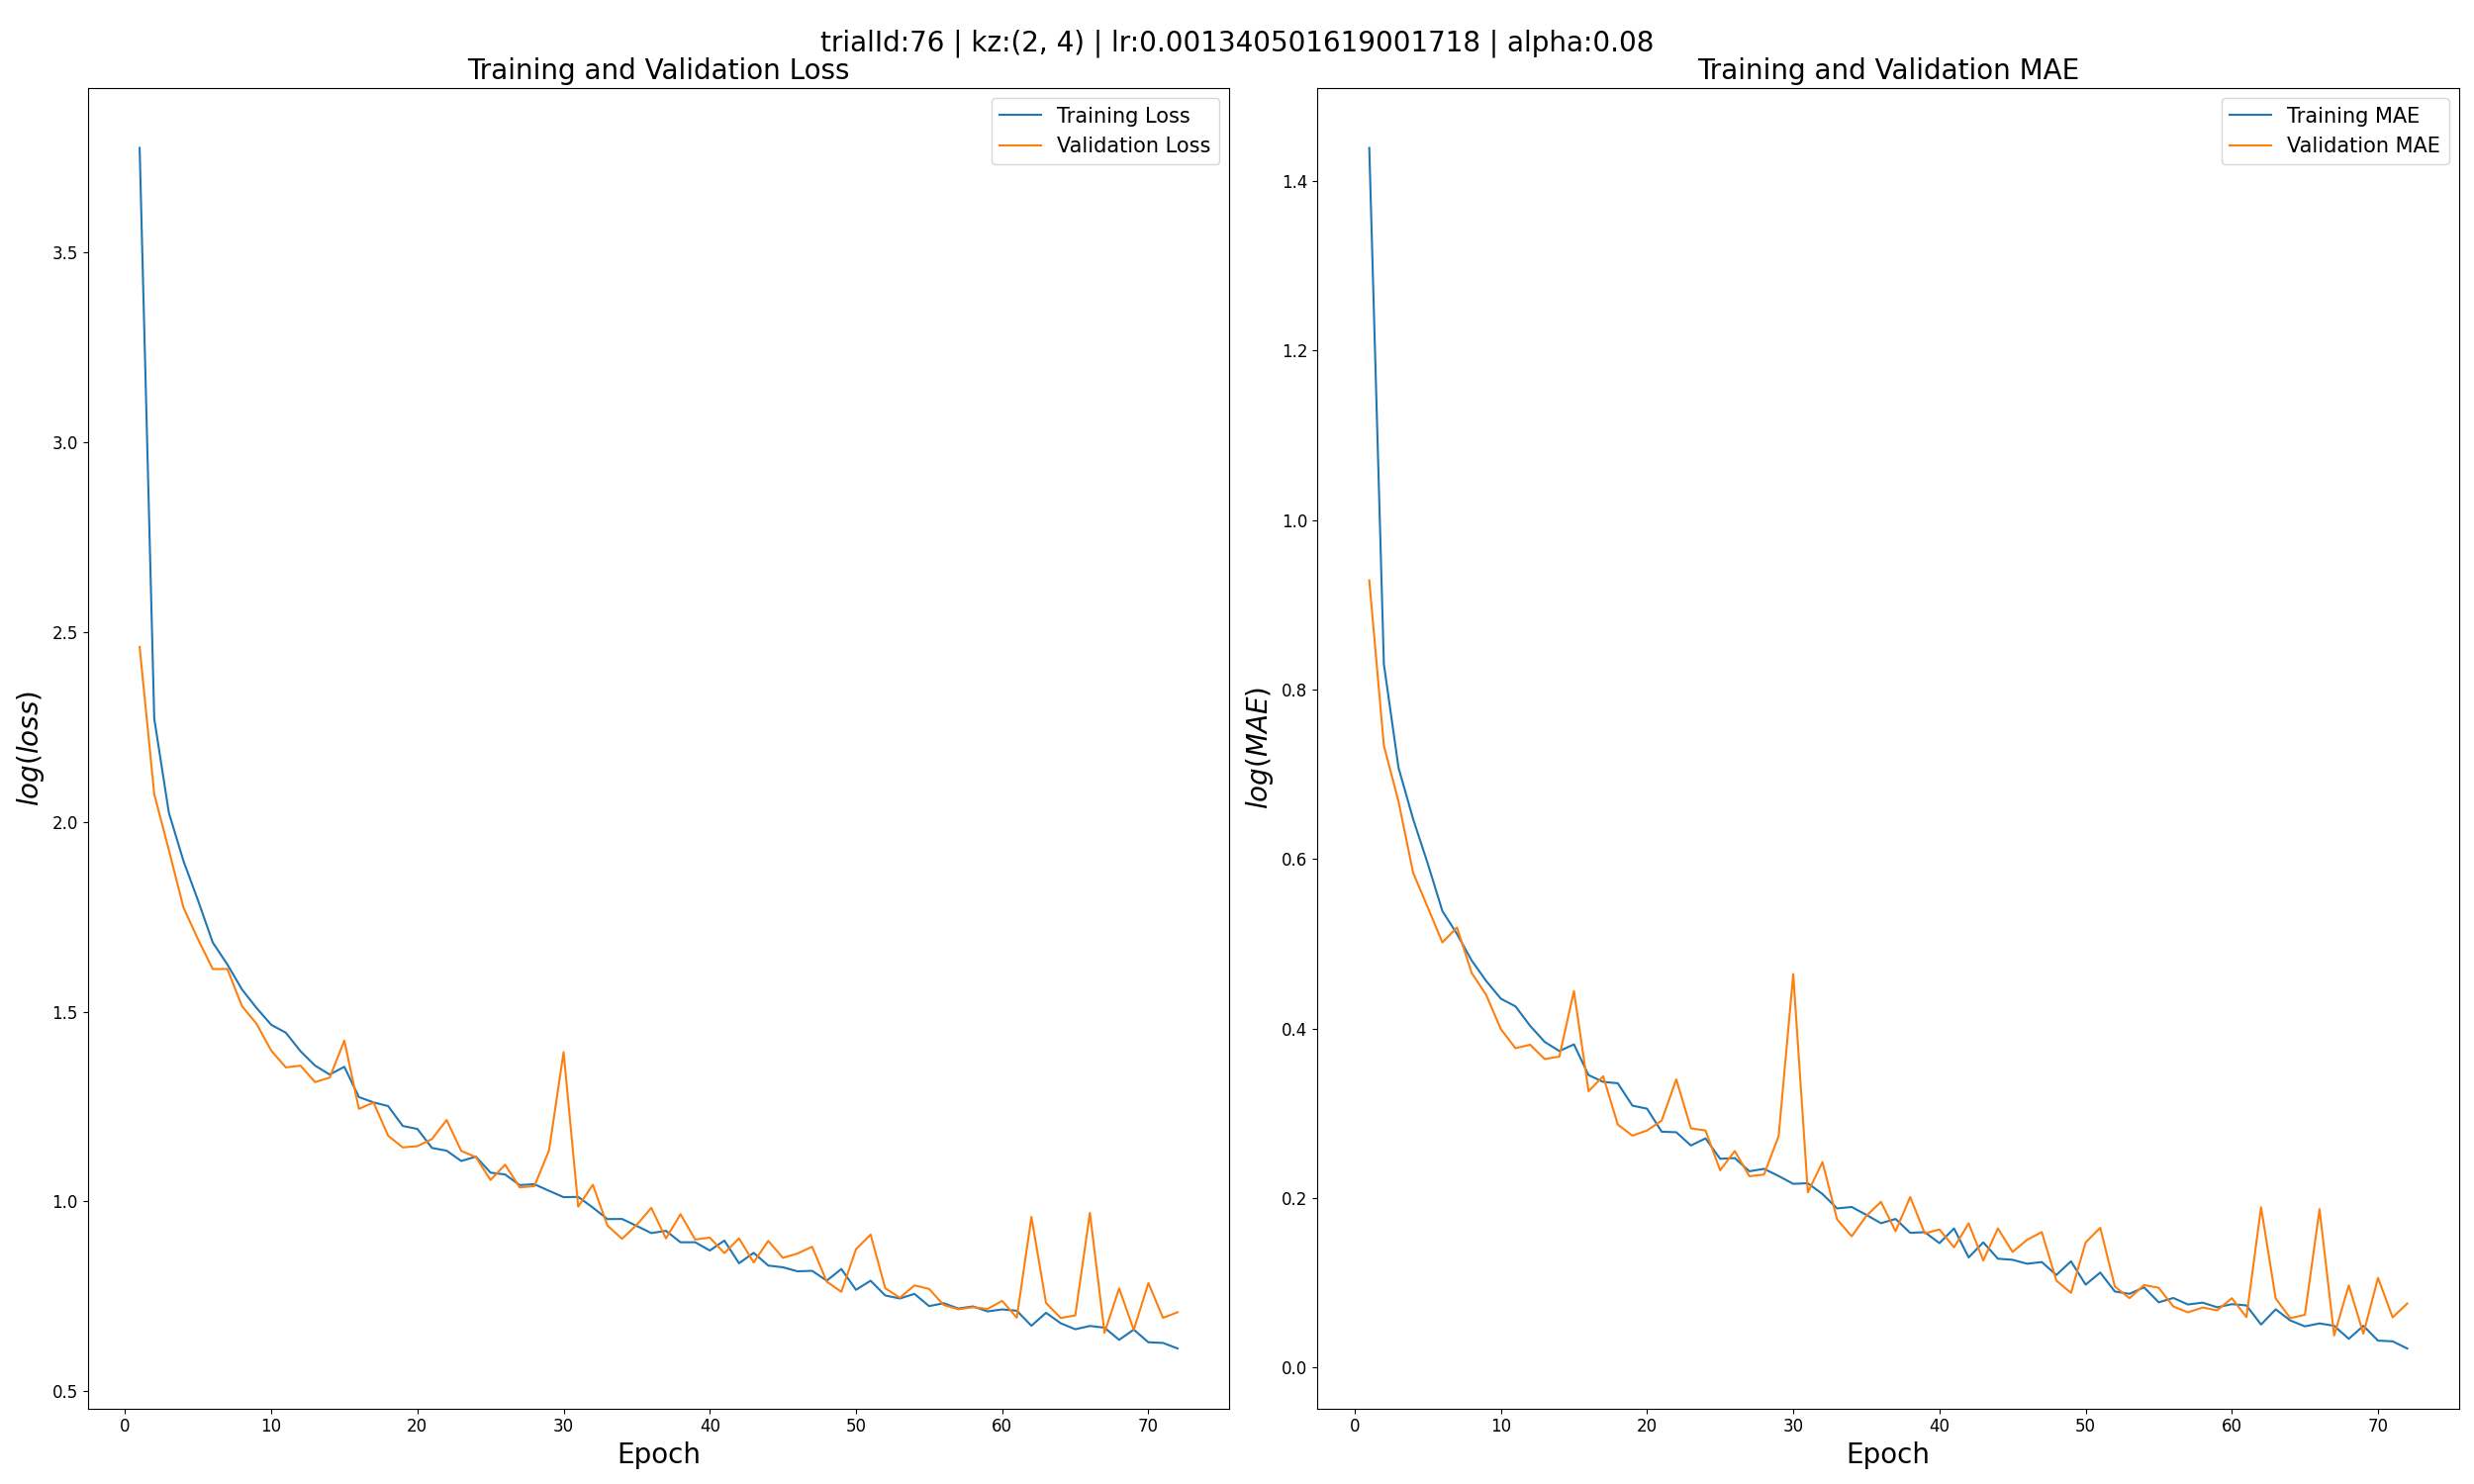 trialId:76 | kz:(2, 4) | lr:0.001340501619001718 | alpha:0.08
Training and Validation Loss
Training Loss
Validation Loss
3.5
3.0
2.5
2.0
1.5
1.0
0.5
log(loss)
0 10 20 30 40 50 60 70
Epoch
Training and Validation MAE
Training MAE
Validation MAE
1.4
1.2
1.0
0.8
0.6
0.4
0.2
0.0
log(MAE)
0 10 20 30 40 50 60 70
Epoch